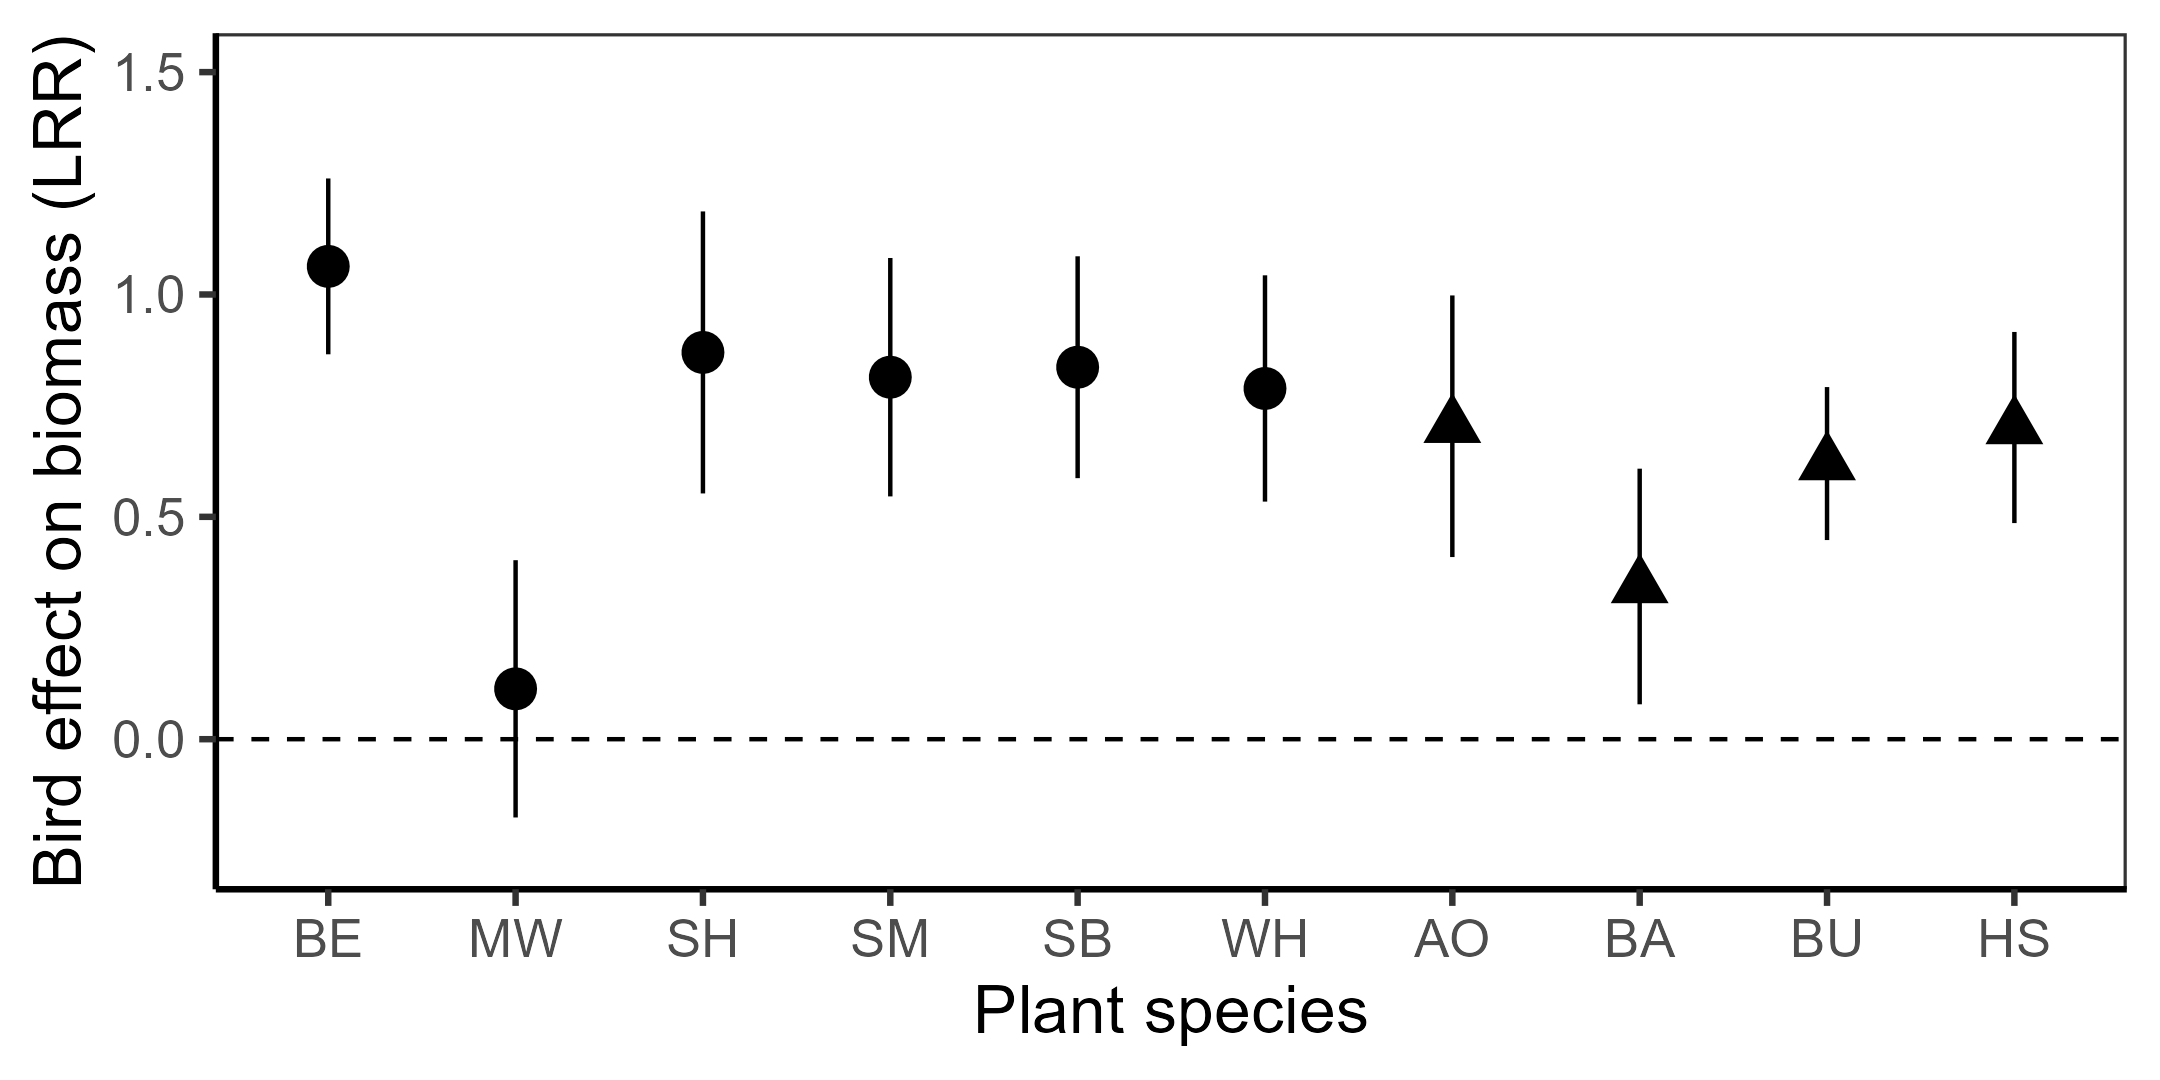 Bird effect on biomass (LRR)
1.5
1.0
0.5
0.0
BE MW SH SM SB WH AO BA BU HS
Plant species